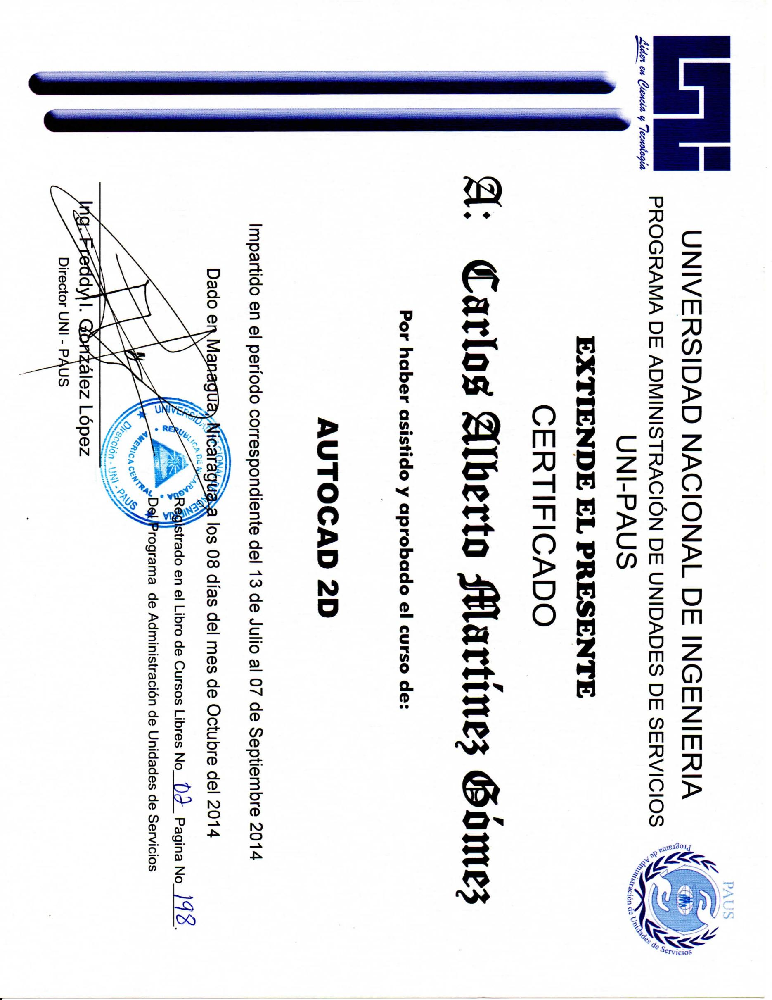 UNI
Líder en Ciencia y Tecnología
UNIVERSIDAD NACIONAL DE INGENIERIA
PROGRAMA DE ADMINISTRACIÓN DE UNIDADES DE SERVICIOS
UNI-PAUS
PAUS
Programa de Administración de Unidades de Servicios
EXTIENDE EL PRESENTE
CERTIFICADO
A: Carlos Alberto Martínez Gómez
Por haber asistido y aprobado el curso de:
AUTOCAD 2D
Impartido en el período correspondiente del 13 de Julio al 07 de Septiembre 2014
Dado en Managua, Nicaragua a los 08 días del mes de Octubre del 2014
Registrado en el Libro de Cursos Libres No 02 Pagina No 198.
Del Programa de Administración de Unidades de Servicios
UNIVERSIDAD NACIONAL DE INGENIERIA
REPUBLICA DE NICARAGUA
AMERICA CENTRAL
Dirección - UNI - PAUS
Ing. Freddy I. González López
Director UNI - PAUS